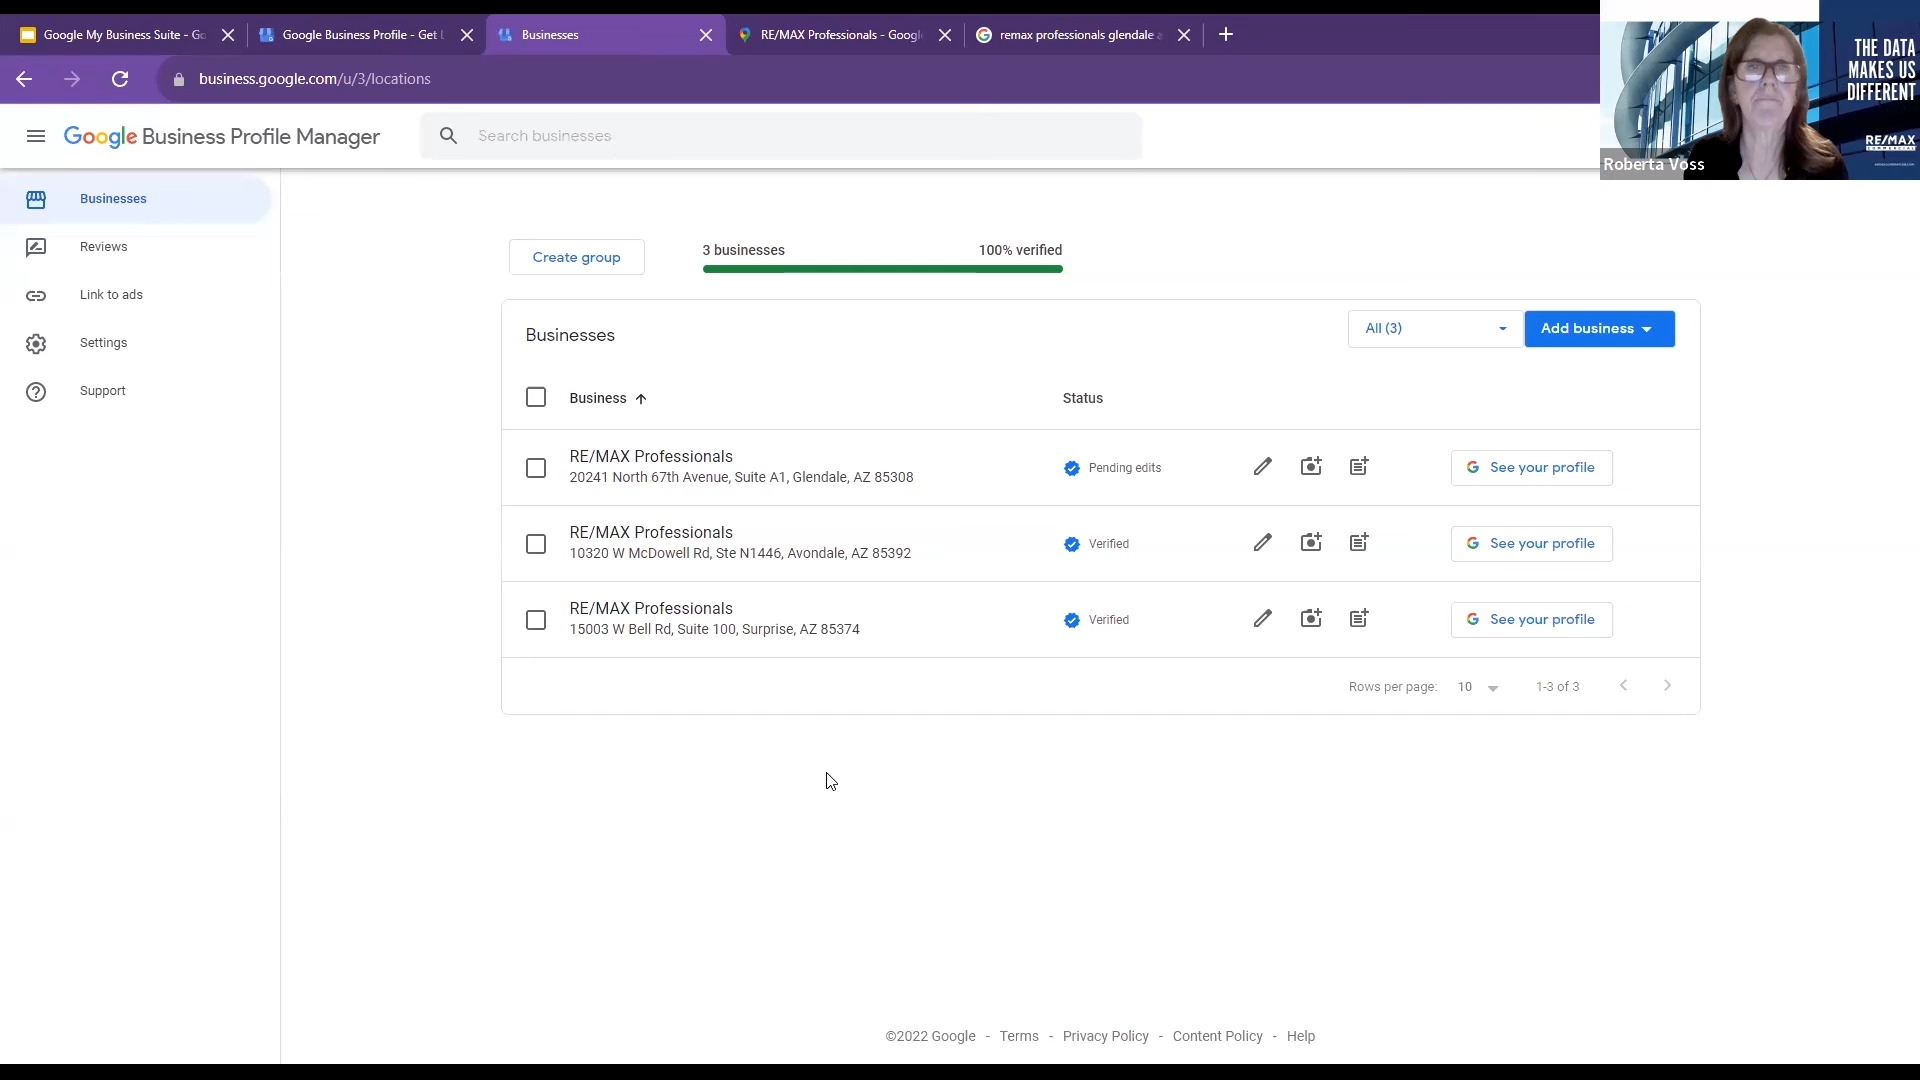 Google My Business Suite - Go
Google Business Profile - Get L
Businesses
RE/MAX Professionals - Google
remax professionals glendale a
business.google.com/u/3/locations
THE DATA
MAKES US
DIFFERENT
RE/MAX
COMMERCIAL
Roberta Voss
Google Business Profile Manager
Search businesses
Businesses
Reviews
Link to ads
Settings
Support
Create group
3 businesses
100% verified
Businesses
All (3)
Add business
Business
Status
RE/MAX Professionals
20241 North 67th Avenue, Suite A1, Glendale, AZ 85308
Pending edits
See your profile
RE/MAX Professionals
10320 W McDowell Rd, Ste N1446, Avondale, AZ 85392
Verified
See your profile
RE/MAX Professionals
15003 W Bell Rd, Suite 100, Surprise, AZ 85374
Verified
See your profile
Rows per page: 10 1-3 of 3
©2022 Google - Terms - Privacy Policy - Content Policy - Help